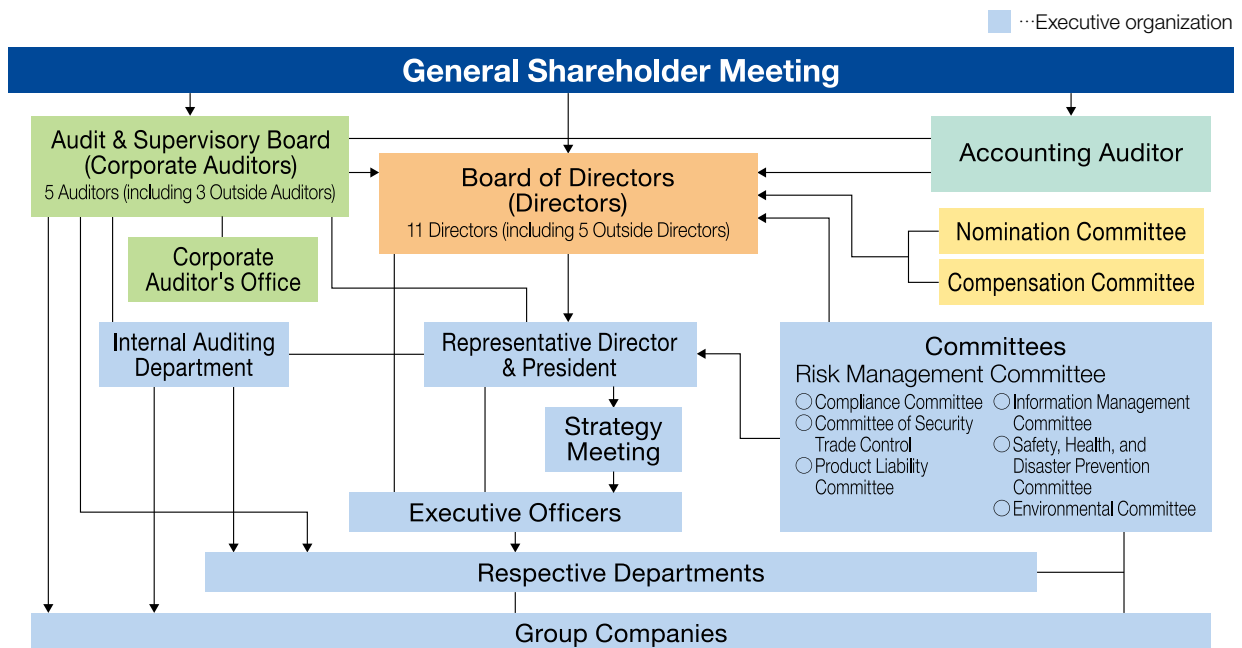 …Executive organization
General Shareholder Meeting
Audit & Supervisory Board
(Corporate Auditors)
5 Auditors (including 3 Outside Auditors)
Board of Directors
(Directors)
11 Directors (including 5 Outside Directors)
Accounting Auditor
Nomination Committee
Compensation Committee
Corporate
Auditor's Office
Internal Auditing
Department
Representative Director
& President
Strategy
Meeting
Executive Officers
Committees
Risk Management Committee
○Compliance Committee
○Committee of Security
Trade Control
○Product Liability
Committee
○Information Management
Committee
○Safety, Health, and
Disaster Prevention
Committee
○Environmental Committee
Respective Departments
Group Companies